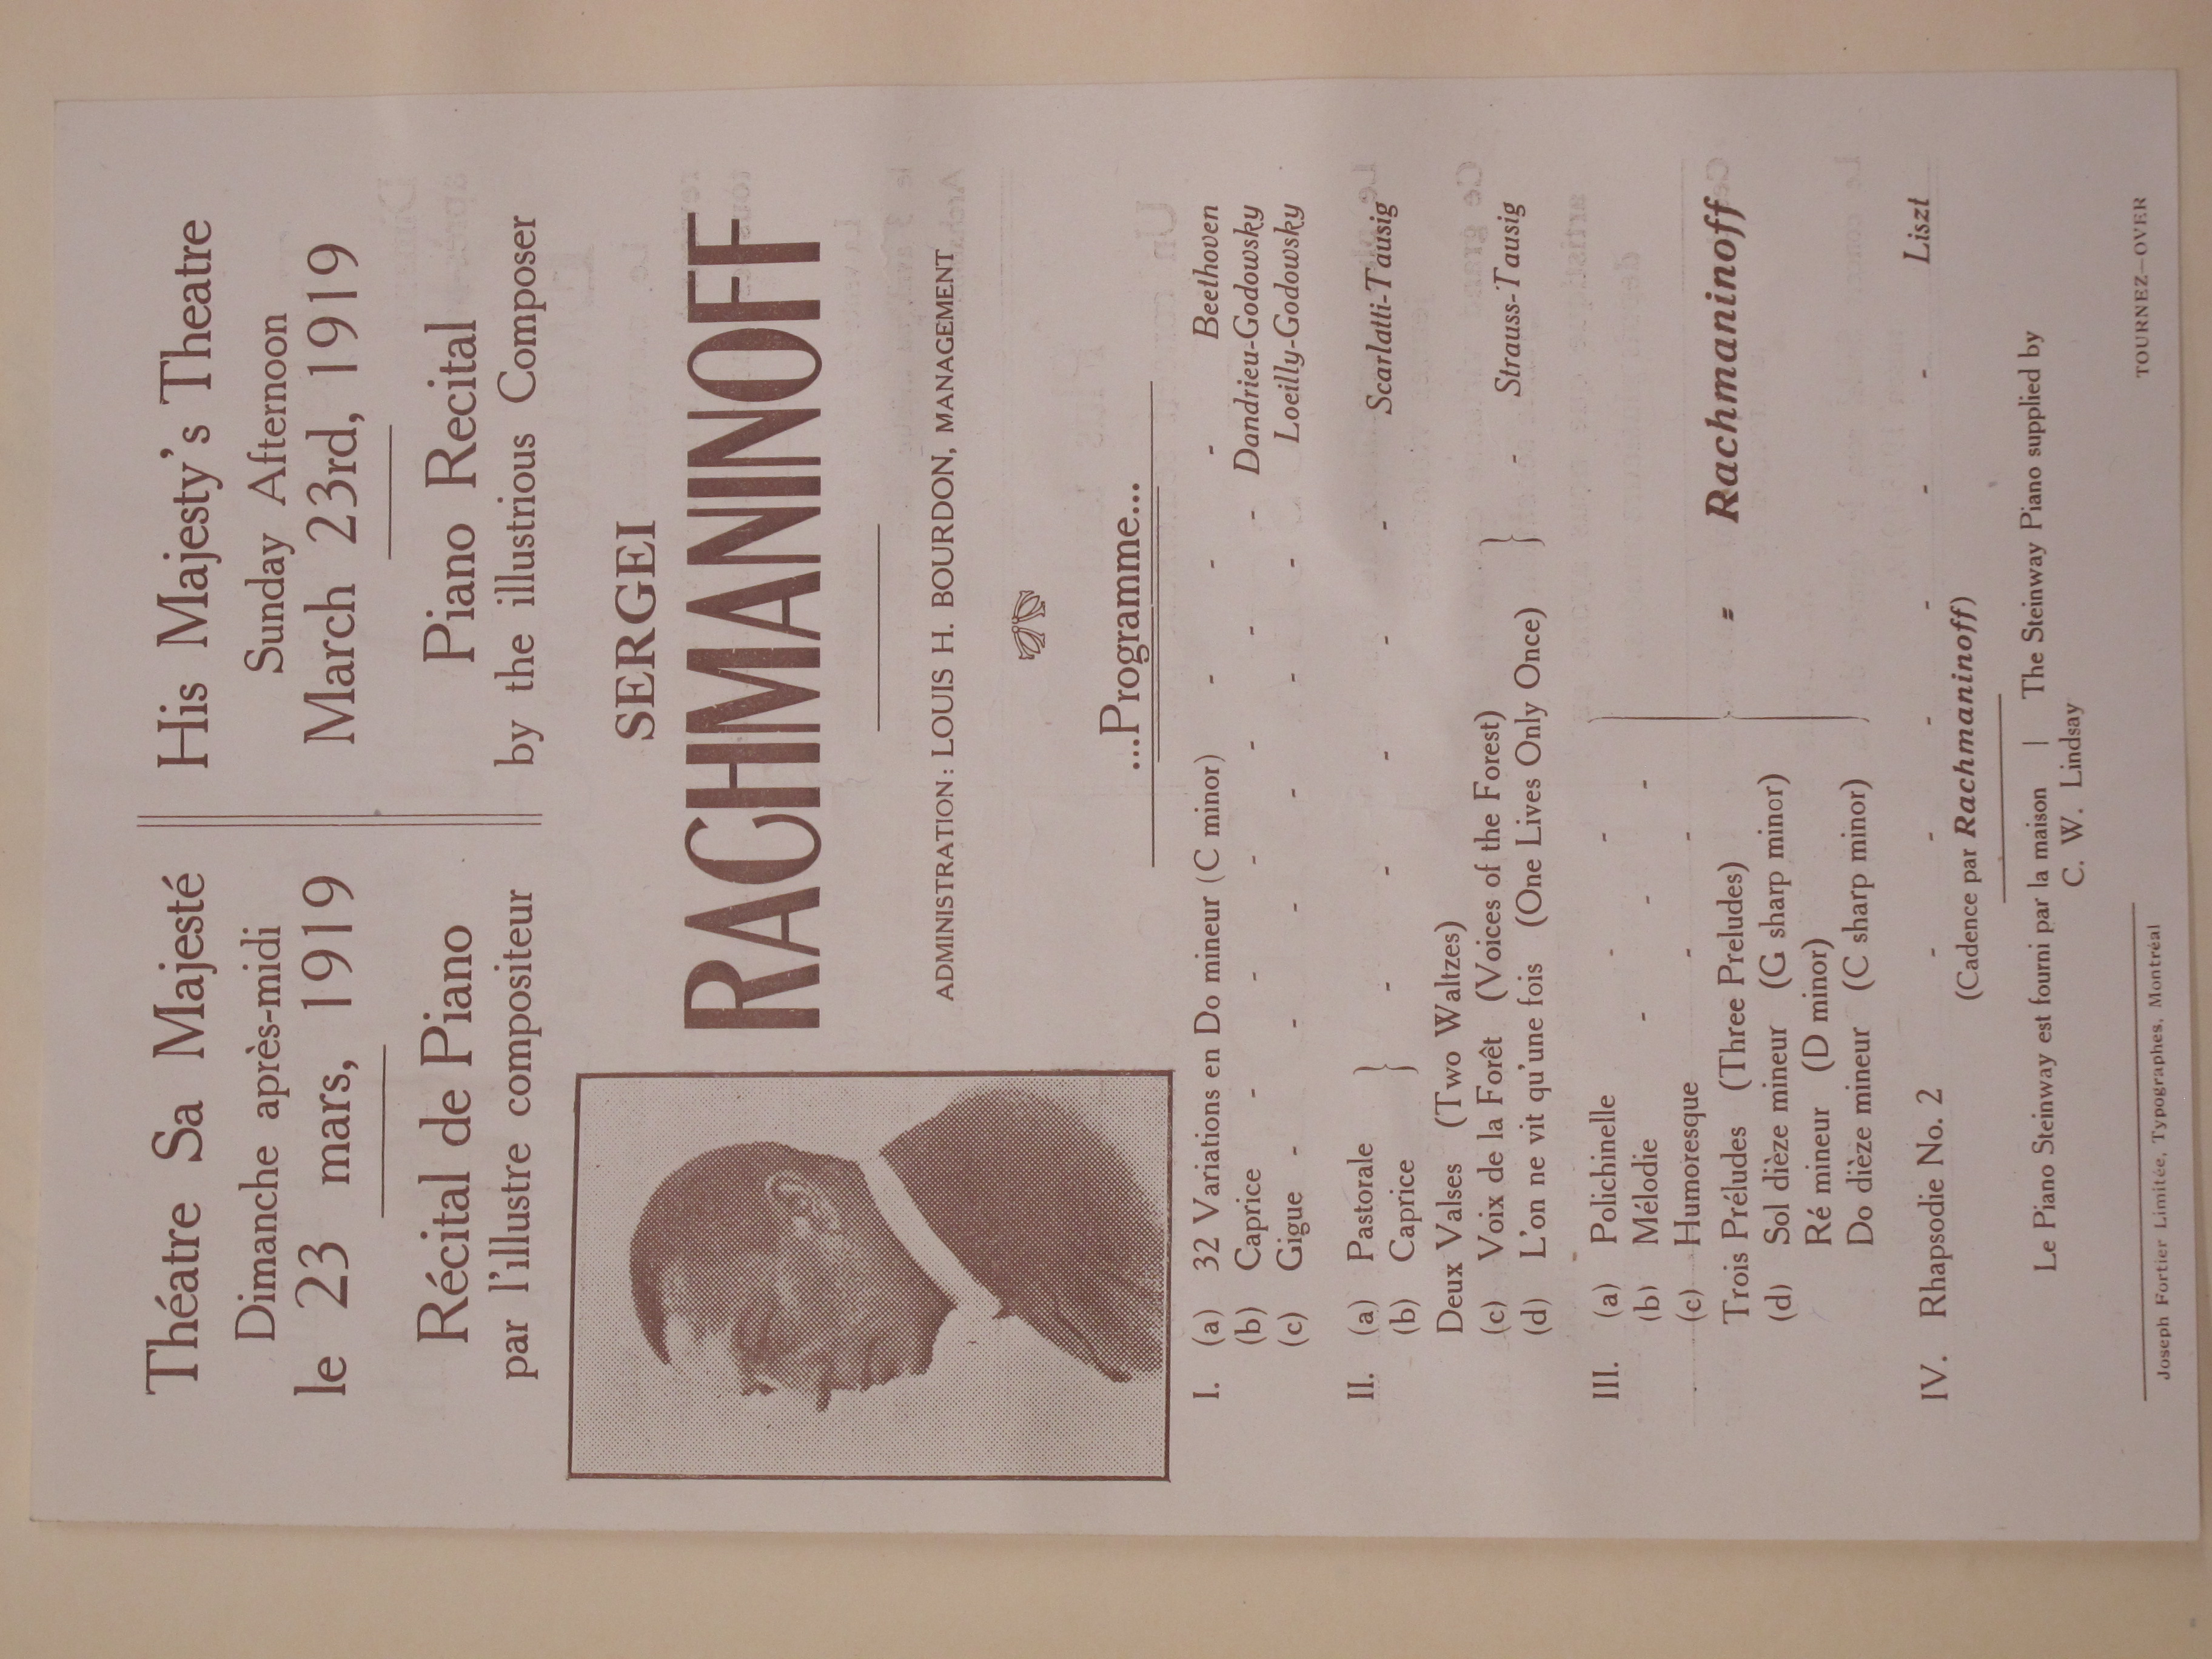 Théatre Sa Majesté
Dimanche après-midi
le 23 mars, 1919
Récital de Piano
par l'illustre compositeur
His Majesty's Theatre
Sunday Afternoon
March 23rd, 1919
Piano Recital
by the illustrious Composer
SERGEI
RACHMANINOFF
ADMINISTRATION: LOUIS H. BOURDON, MANAGEMENT
...Programme...
I. (a) 32 Variations en Do mineur (C minor) - - - Beethoven
(b) Caprice - - - - - - Dandrieu-Godowsky
(c) Gigue - - - - - - Loeilly-Godowsky
II. (a) Pastorale
(b) Caprice } - - - - - Scarlatti-Tausig
Deux Valses (Two Waltzes)
(c) Voix de la Forêt (Voices of the Forest)
(d) L'on ne vit qu'une fois (One Lives Only Once) } - Strauss-Tausig
III. (a) Polichinelle - -
(b) Mélodie - - -
(c) Humoresque - -
Trois Préludes (Three Preludes) } = Rachmaninoff
(d) Sol dièze mineur (G sharp minor)
Ré mineur (D minor)
Do dièze mineur (C sharp minor)
IV. Rhapsodie No. 2 - - - - - - Liszt
(Cadence par Rachmaninoff)
Le Piano Steinway est fourni par la maison | The Steinway Piano supplied by
C. W. Lindsay
Joseph Fortier Limitée, Typographes, Montréal
TOURNEZ—OVER